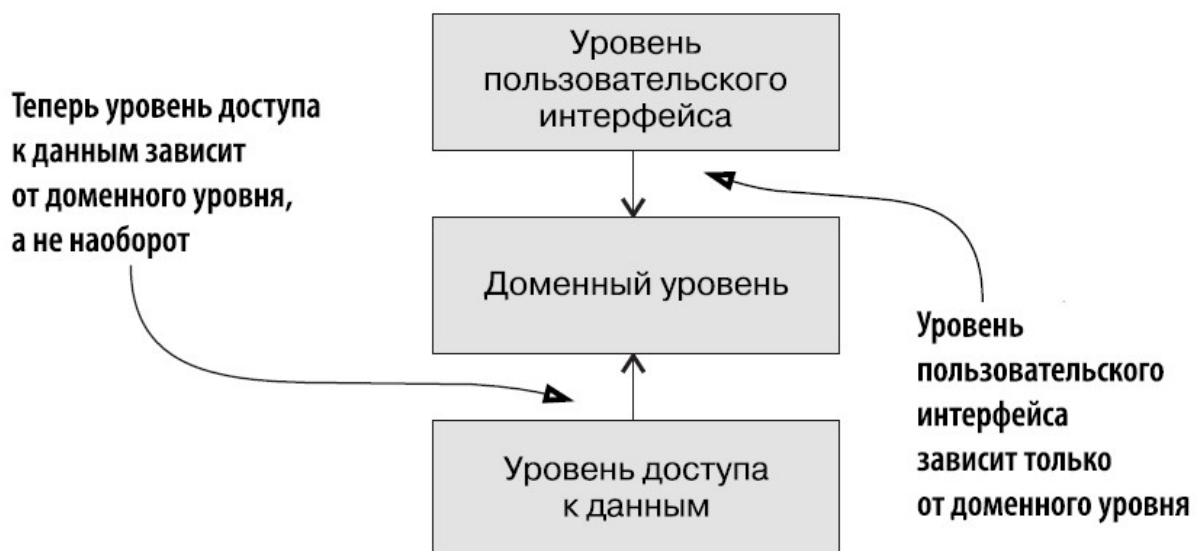 Уровень
пользовательского
интерфейса
Теперь уровень доступа
к данным зависит
от доменного уровня,
а не наоборот
Доменный уровень
Уровень
пользовательского
интерфейса
зависит только
от доменного уровня
Уровень доступа
к данным